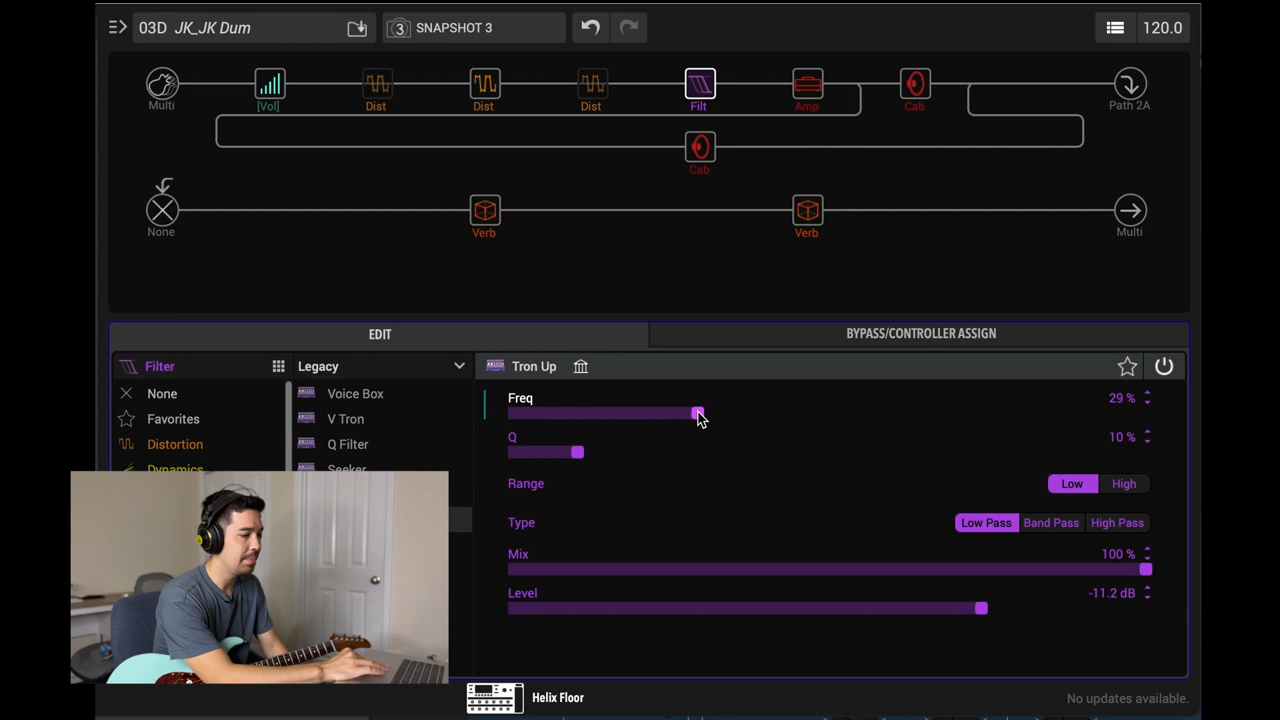 03D JK_JK Dum
3 SNAPSHOT 3
120.0
Multi
[Vol]
Dist
Dist
Dist
Filt
Amp
Cab
Path 2A
Cab
None
Verb
Verb
Multi
EDIT
BYPASS/CONTROLLER ASSIGN
Filter
Legacy
Tron Up
None
Voice Box
Freq
29 %
Favorites
V Tron
Distortion
Q Filter
Q
10 %
Dynamics
Seeker
Range
Low
High
Type
Low Pass
Band Pass
High Pass
Mix
100 %
Level
-11.2 dB
Helix Floor
No updates available.